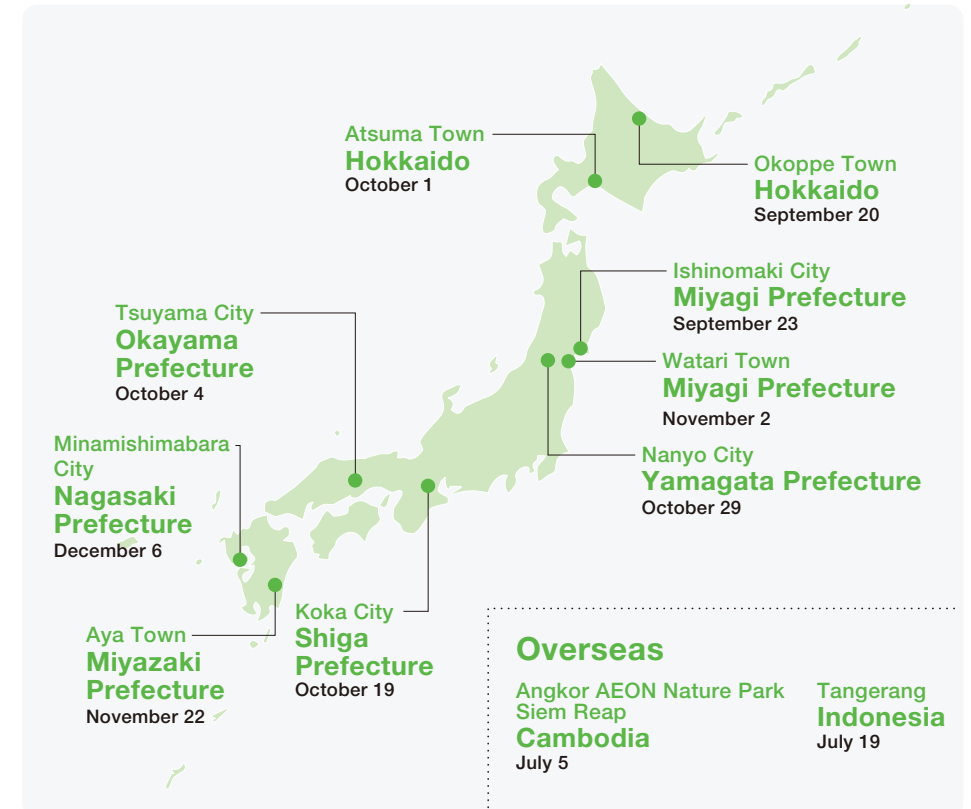 Atsuma Town
Hokkaido
October 1
Okoppe Town
Hokkaido
September 20
Ishinomaki City
Miyagi Prefecture
September 23
Tsuyama City
Okayama
Prefecture
October 4
Watari Town
Miyagi Prefecture
November 2
Minamishimabara
City
Nagasaki
Prefecture
December 6
Nanyo City
Yamagata Prefecture
October 29
Koka City
Shiga
Prefecture
October 19
Aya Town
Miyazaki
Prefecture
November 22
Overseas
Angkor AEON Nature Park
Siem Reap
Cambodia
July 5
Tangerang
Indonesia
July 19